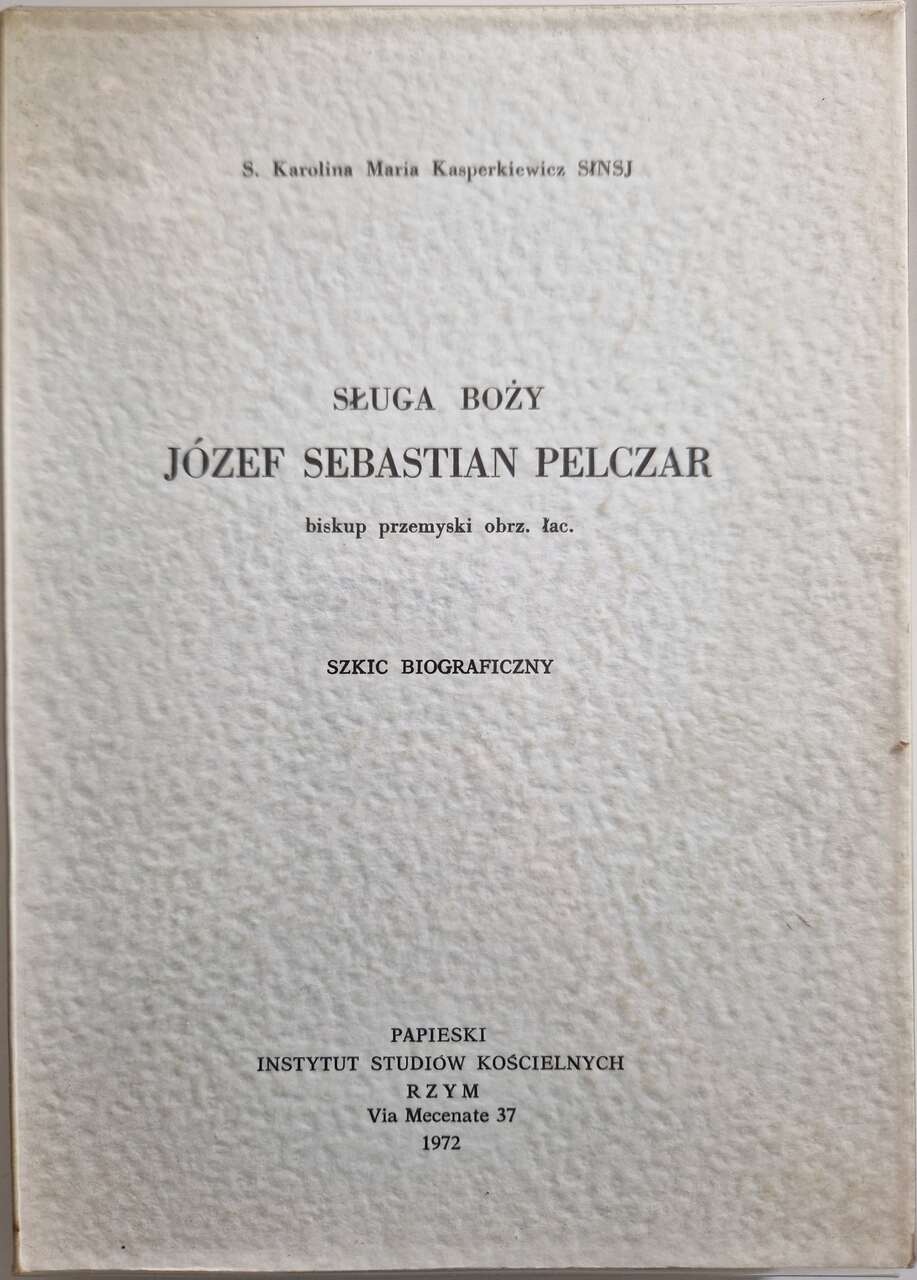 S. Karolina Maria Kasperkiewicz SłNSJ
SŁUGA BOŻY
JÓZEF SEBASTIAN PELCZAR
biskup przemyski obrz. łac.
SZKIC BIOGRAFICZNY
PAPIESKI
INSTYTUT STUDIÓW KOŚCIELNYCH
RZYM
Via Mecenate 37
1972